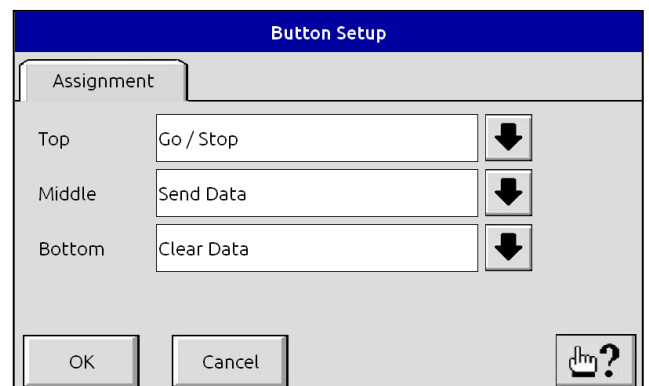 Button Setup
Assignment
Top Go / Stop
Middle Send Data
Bottom Clear Data
OK Cancel ?